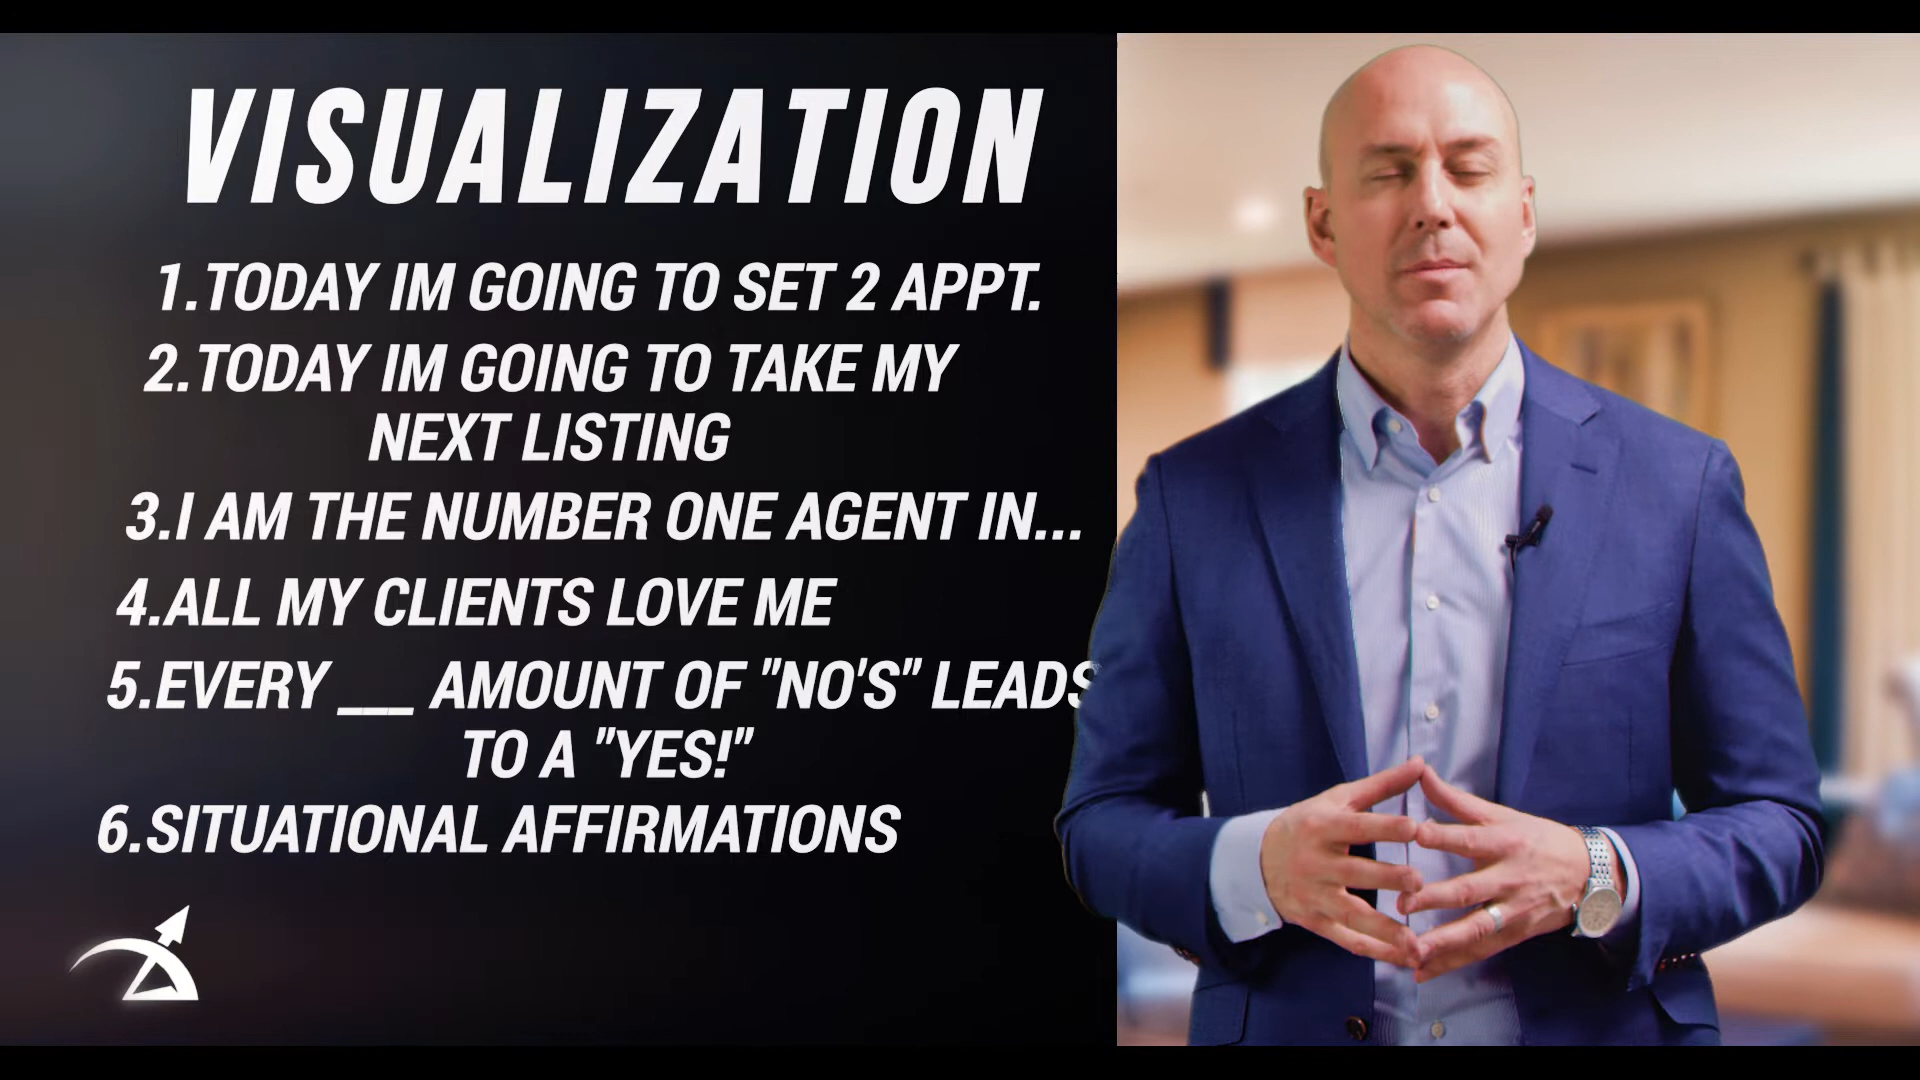 VISUALIZATION
1.TODAY IM GOING TO SET 2 APPT.
2.TODAY IM GOING TO TAKE MY
NEXT LISTING
3.I AM THE NUMBER ONE AGENT IN...
4.ALL MY CLIENTS LOVE ME
5.EVERY ___ AMOUNT OF "NO'S" LEADS
TO A "YES!"
6.SITUATIONAL AFFIRMATIONS